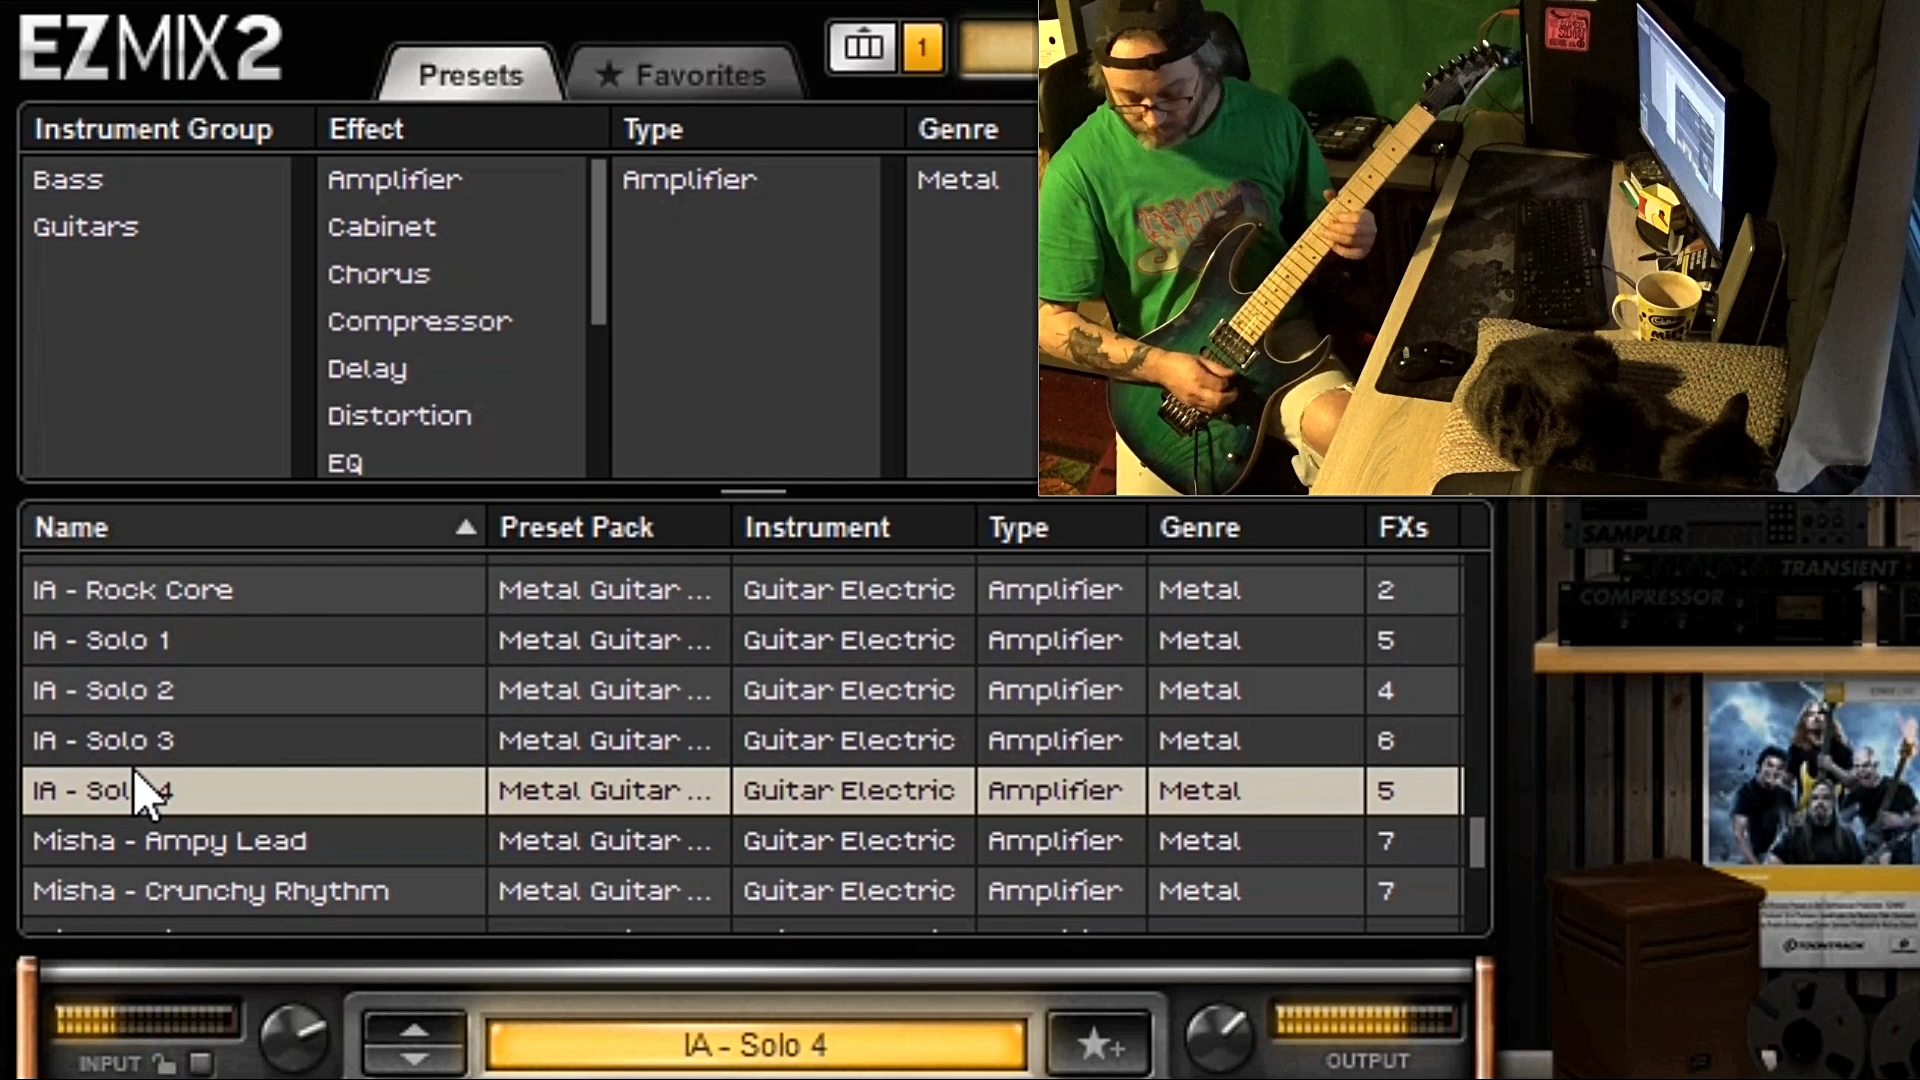 EZMIX2
Presets
★ Favorites
1
Instrument Group Effect Type Genre
Bass Amplifier Amplifier Metal
Guitars Cabinet
Chorus
Compressor
Delay
Distortion
EQ
Name Preset Pack Instrument Type Genre FXs
IA - Rock Core Metal Guitar ... Guitar Electric Amplifier Metal 2
IA - Solo 1 Metal Guitar ... Guitar Electric Amplifier Metal 5
IA - Solo 2 Metal Guitar ... Guitar Electric Amplifier Metal 4
IA - Solo 3 Metal Guitar ... Guitar Electric Amplifier Metal 6
IA - Solo 4 Metal Guitar ... Guitar Electric Amplifier Metal 5
Misha - Ampy Lead Metal Guitar ... Guitar Electric Amplifier Metal 7
Misha - Crunchy Rhythm Metal Guitar ... Guitar Electric Amplifier Metal 7
SAMPLER
TRANSIENT
COMPRESSOR
TOONTRACK
INPUT
IA - Solo 4
OUTPUT